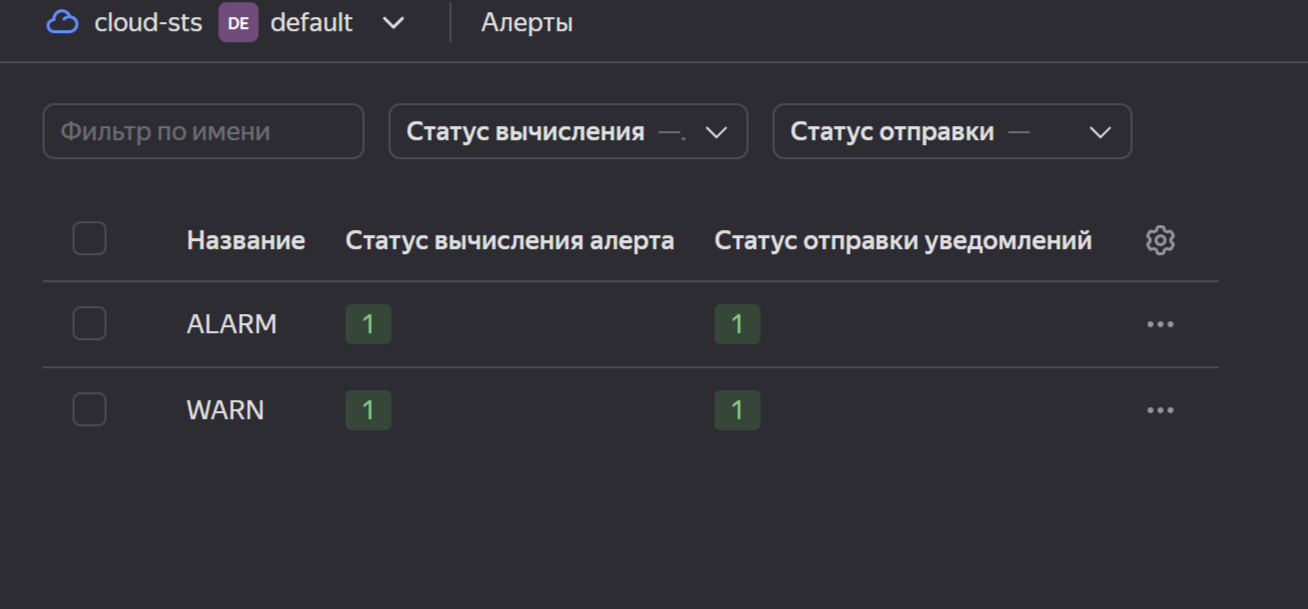 cloud-sts DE default Алерты
Фильтр по имени Статус вычисления —. Статус отправки —
Название Статус вычисления алерта Статус отправки уведомлений
ALARM 1 1
WARN 1 1